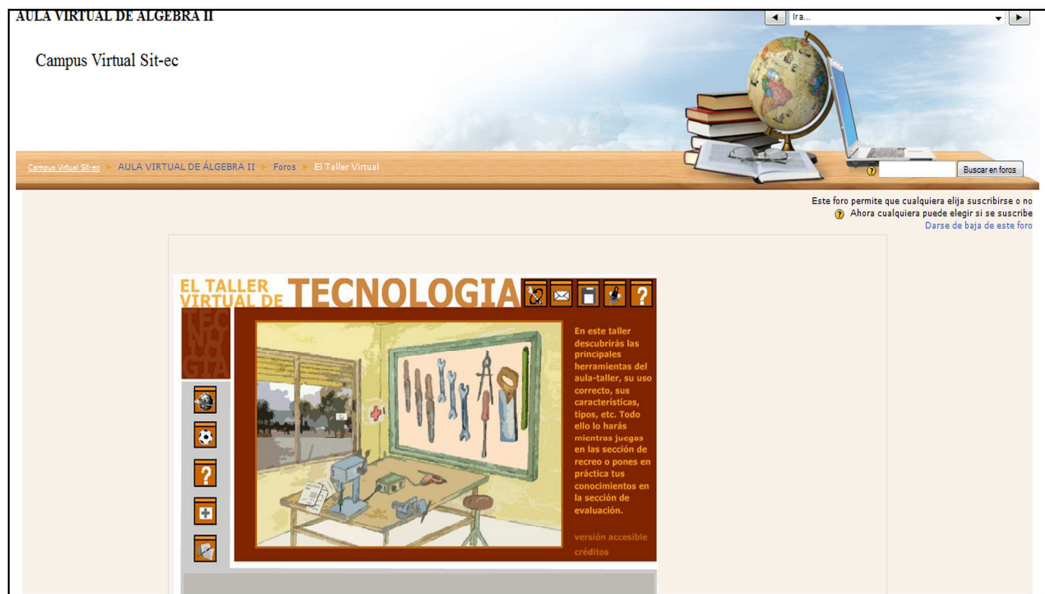 AULA VIRTUAL DE ÁLGEBRA II
Ir a...
Campus Virtual Sit-ec
Campus Virtual Sit-ec ► AULA VIRTUAL DE ÁLGEBRA II ► Foros ► El Taller Virtual
Buscar en foros
Este foro permite que cualquiera elija suscribirse o no
Ahora cualquiera puede elegir si se suscribe
Darse de baja de este foro
EL TALLER
VIRTUAL DE TECNOLOGIA
TEC
NO
LO
GIA
En este taller
descubrirás las
principales
herramientas del
aula-taller, su uso
correcto, sus
características,
tipos, etc. Todo
ello lo harás
mientras juegas
en las sección de
recreo o pones en
práctica tus
conocimientos en
la sección de
evaluación.
versión accesible
créditos